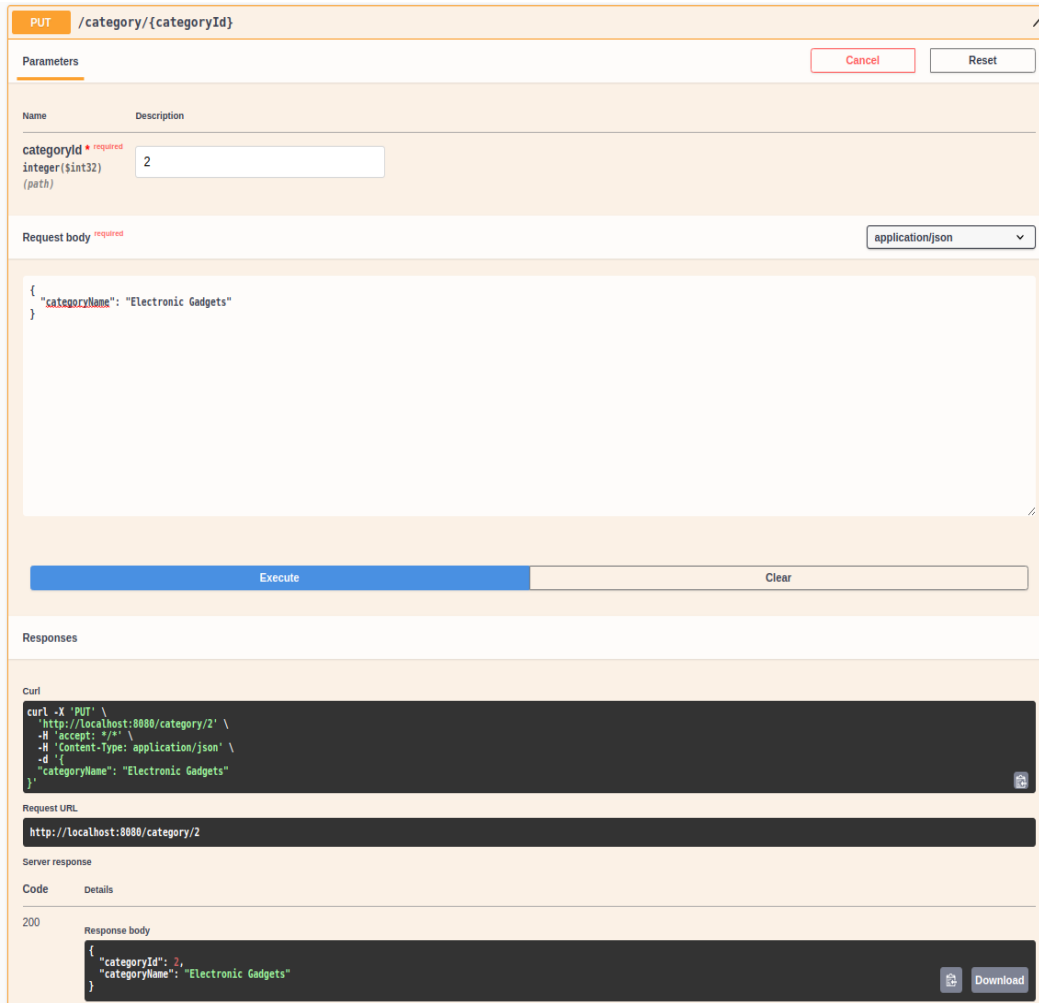 PUT /category/{categoryId}
Parameters
Cancel
Reset
Name Description
categoryId * required
integer($int32)
(path)
2
Request body required
application/json
{
  "categoryName": "Electronic Gadgets"
}
Execute
Clear
Responses
Curl
curl -X 'PUT' \
  'http://localhost:8080/category/2' \
  -H 'accept: */*' \
  -H 'Content-Type: application/json' \
  -d '{
  "categoryName": "Electronic Gadgets"
}'
Request URL
http://localhost:8080/category/2
Server response
Code Details
200
Response body
{
  "categoryId": 2,
  "categoryName": "Electronic Gadgets"
}
Download